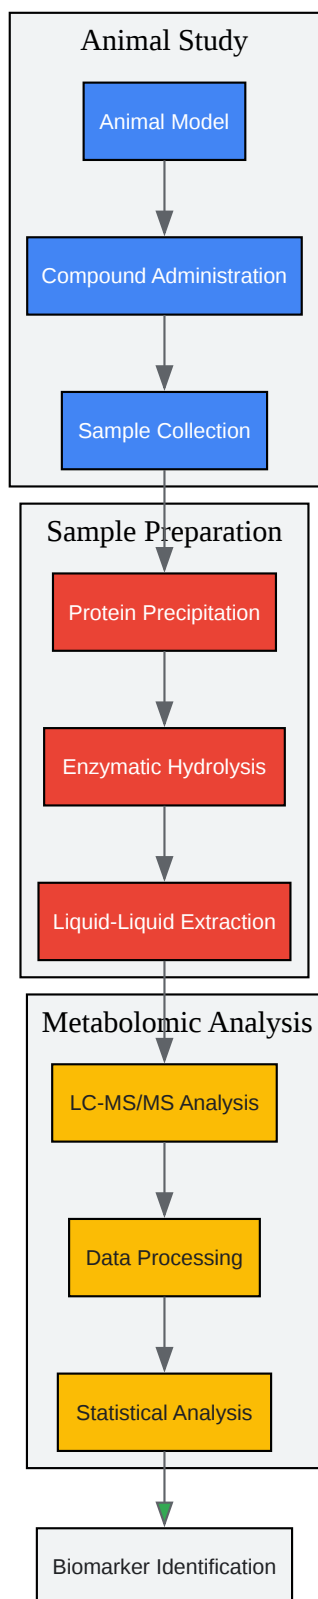 Animal Study
Animal Model
Compound Administration
Sample Collection
Sample Preparation
Protein Precipitation
Enzymatic Hydrolysis
Liquid-Liquid Extraction
Metabolomic Analysis
LC-MS/MS Analysis
Data Processing
Statistical Analysis
Biomarker Identification